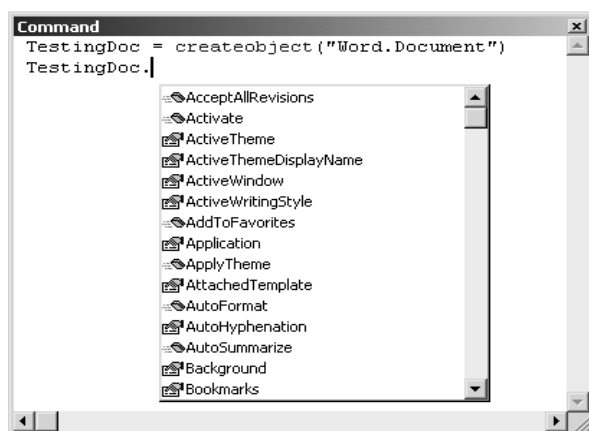 Command
TestingDoc = createobject("Word.Document")
TestingDoc.
AcceptAllRevisions
Activate
ActiveTheme
ActiveThemeDisplayName
ActiveWindow
ActiveWritingStyle
AddToFavorites
Application
ApplyTheme
AttachedTemplate
AutoFormat
AutoHyphenation
AutoSummarize
Background
Bookmarks